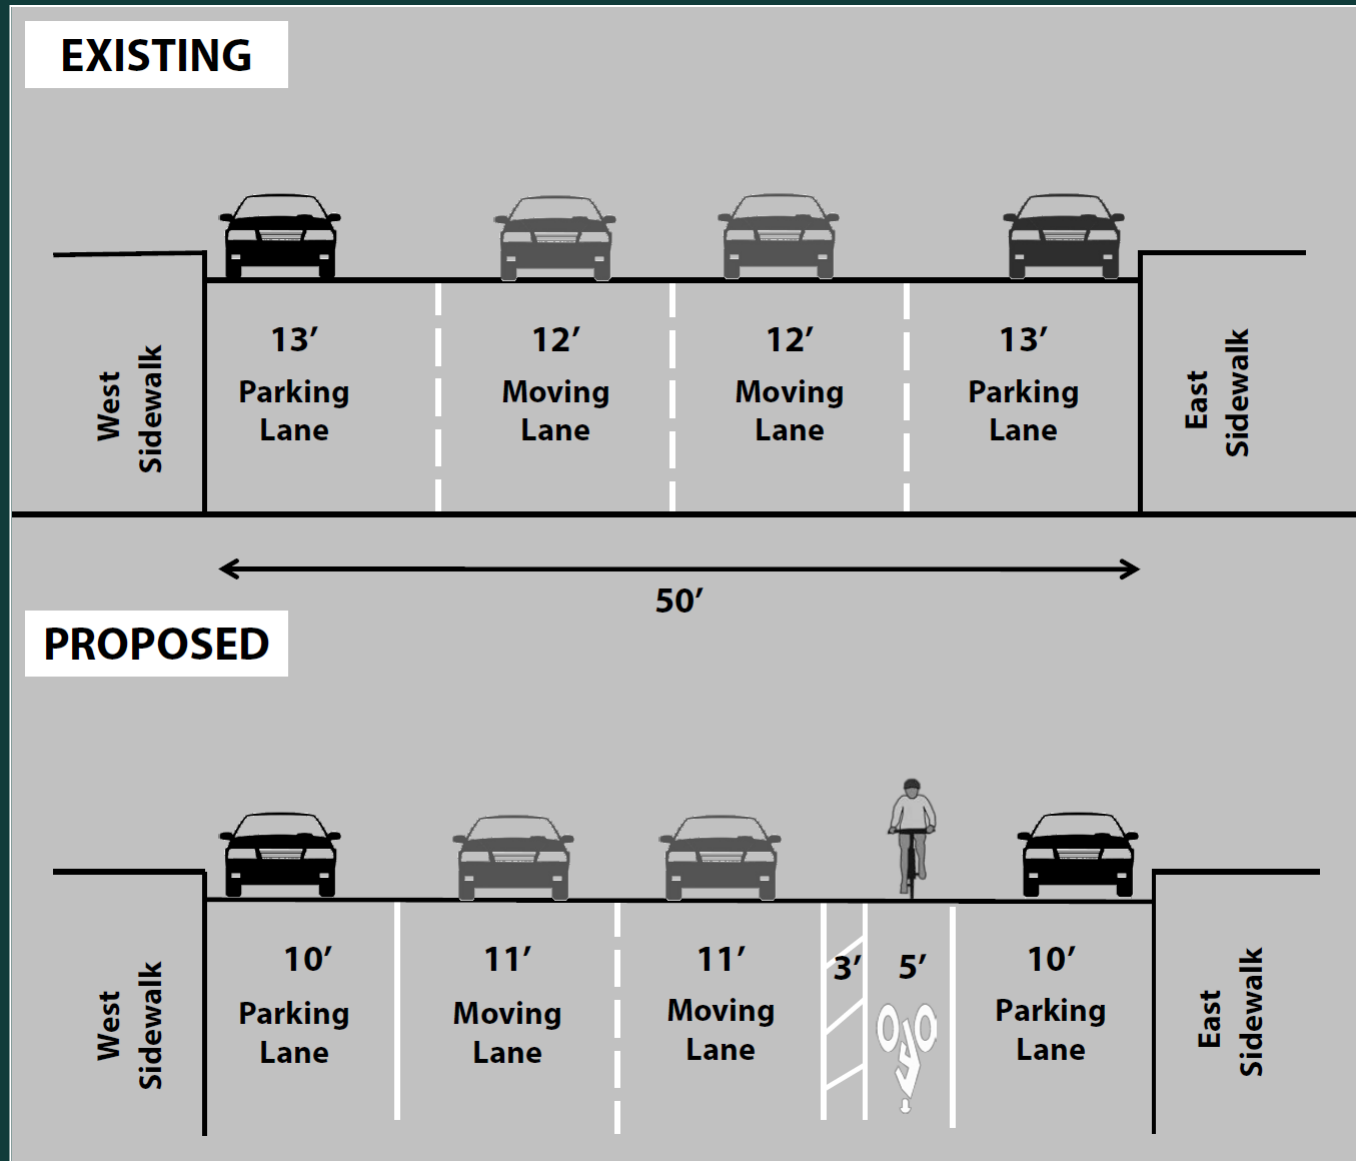 EXISTING
13’ 12’ 12’ 13’
Parking Moving Moving Parking
Lane Lane Lane Lane
West
Sidewalk
East
Sidewalk
50’
PROPOSED
10’ 11’ 11’ 3’ 5’ 10’
Parking Moving Moving Parking
Lane Lane Lane Lane
West
Sidewalk
East
Sidewalk